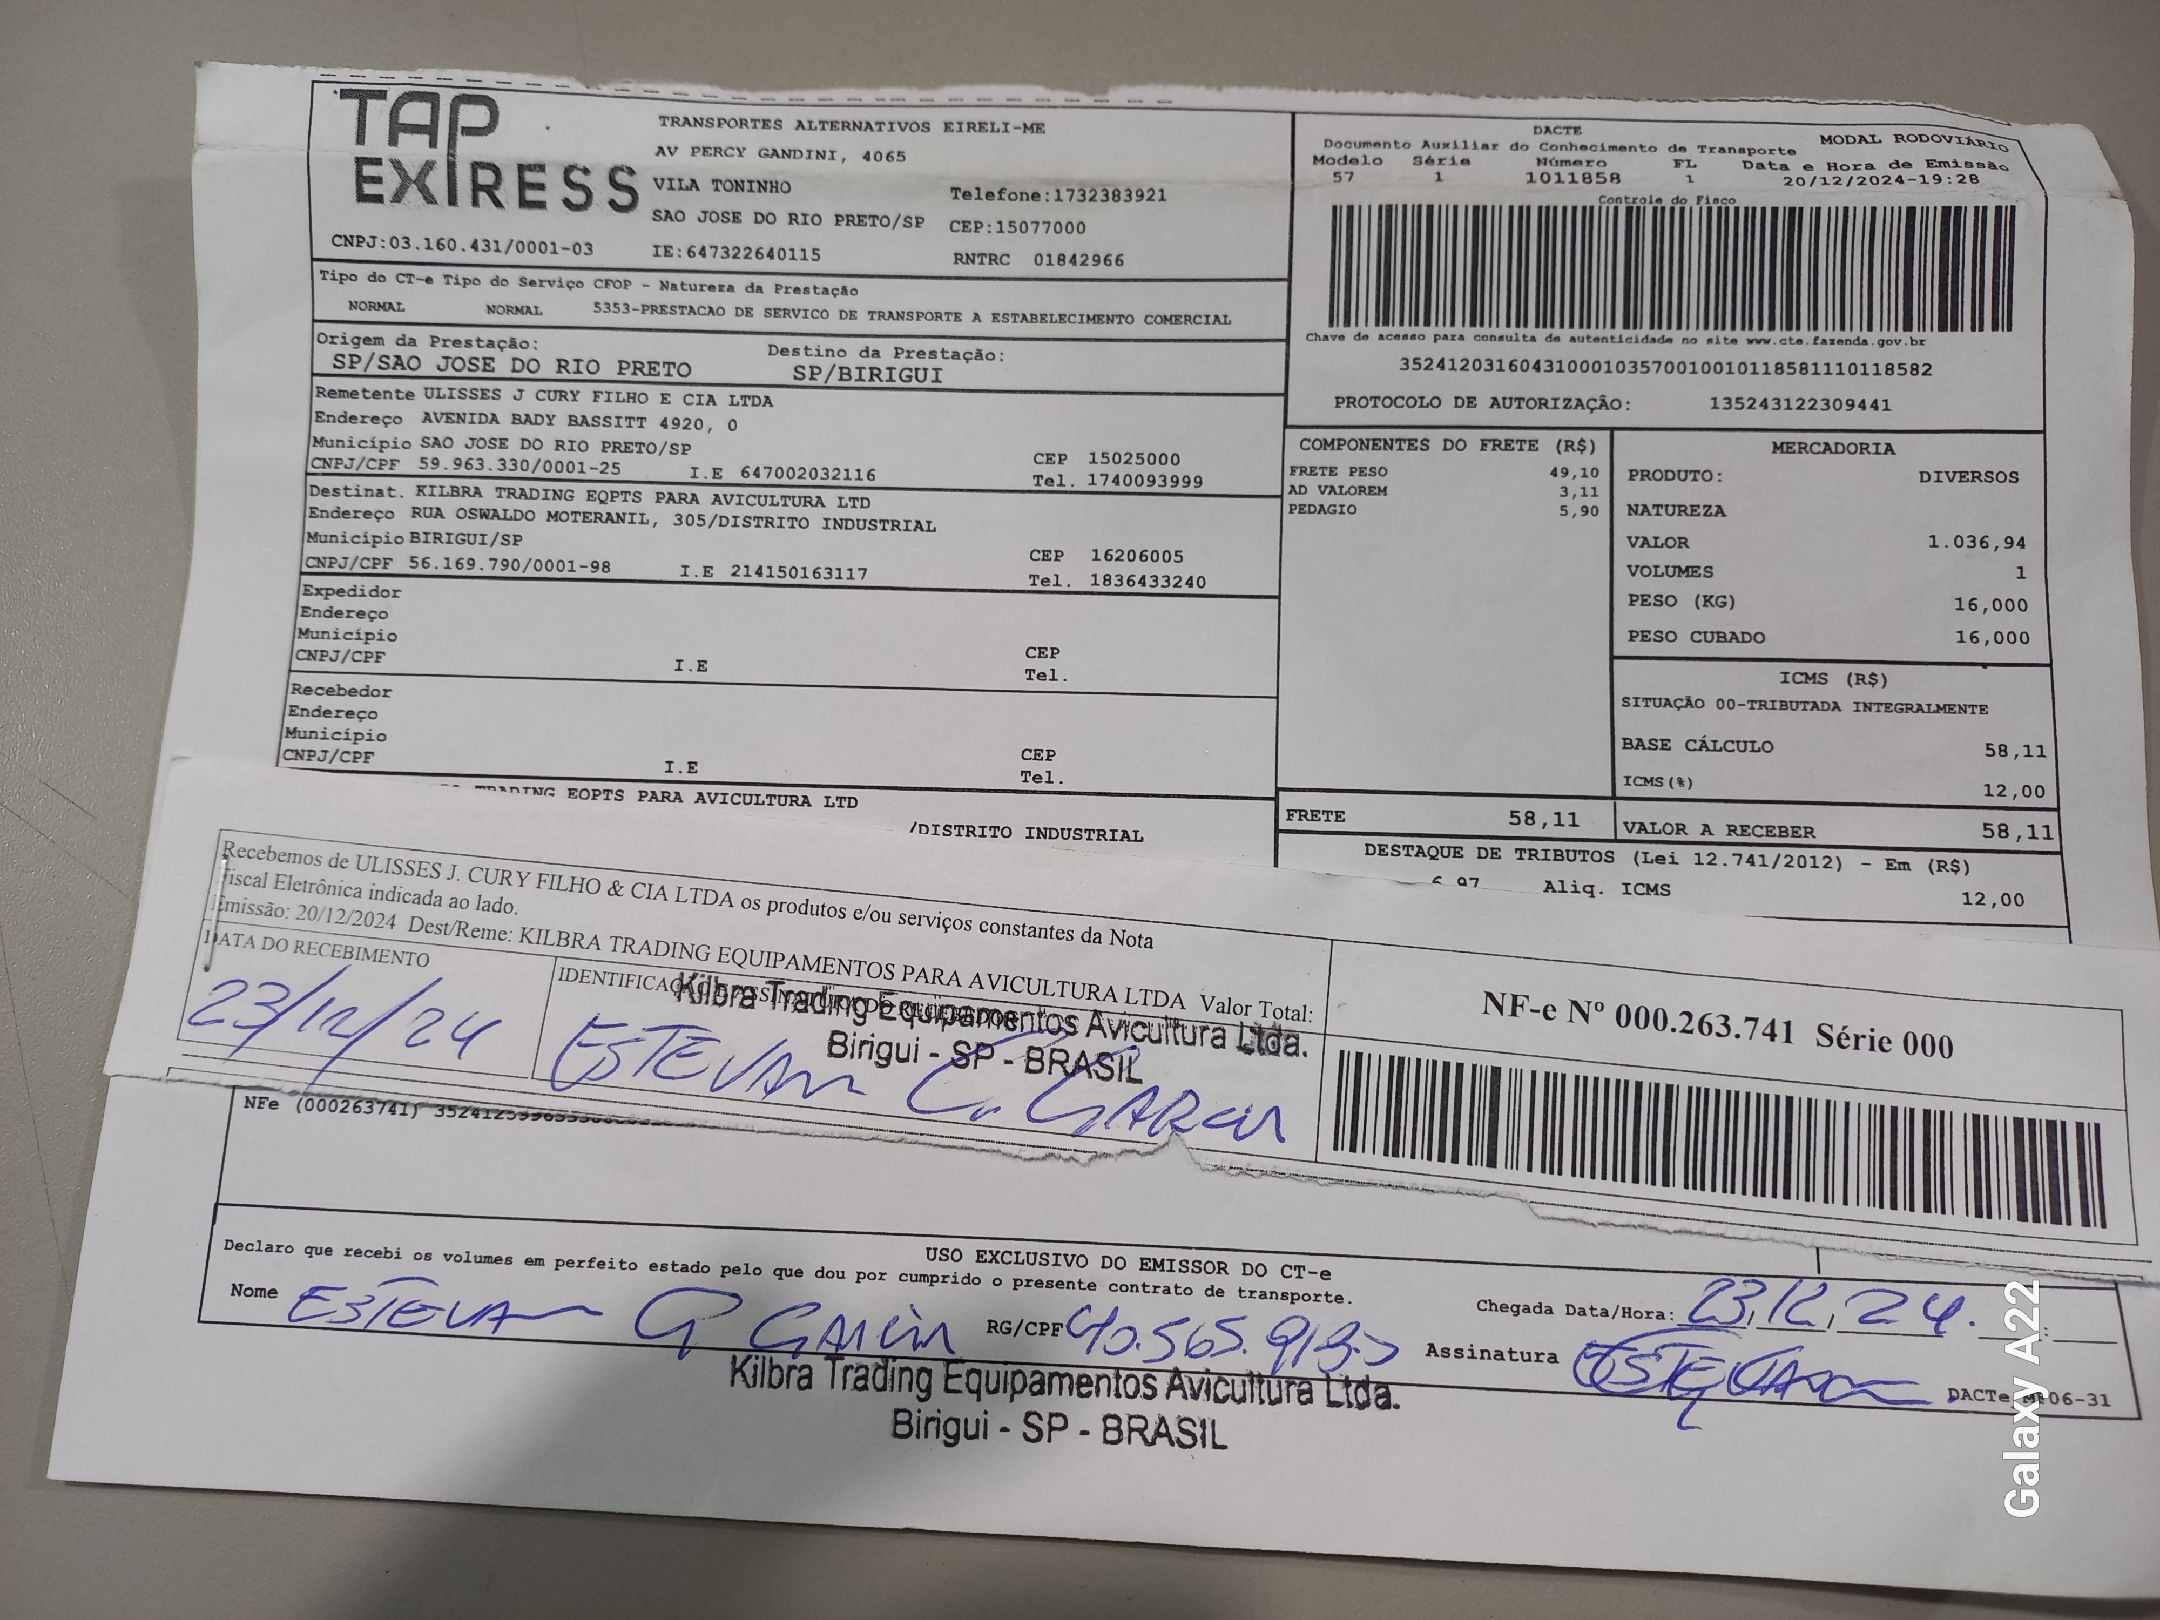 TAP EXPRESS
TRANSPORTES ALTERNATIVOS EIRELI-ME
AV PERCY GANDINI, 4065
VILA TONINHO Telefone:1732383921
SAO JOSE DO RIO PRETO/SP CEP:15077000
CNPJ:03.160.431/0001-03 IE:647322640115 RNTRC 01842966
Tipo do CT-e Tipo do Serviço CFOP - Natureza da Prestação
NORMAL NORMAL 5353-PRESTACAO DE SERVICO DE TRANSPORTE A ESTABELECIMENTO COMERCIAL
Origem da Prestação: Destino da Prestação:
SP/SAO JOSE DO RIO PRETO SP/BIRIGUI
Remetente ULISSES J CURY FILHO E CIA LTDA
Endereço AVENIDA BADY BASSITT 4920, 0
Município SAO JOSE DO RIO PRETO/SP CEP 15025000
CNPJ/CPF 59.963.330/0001-25 I.E 647002032116 Tel. 1740093999
Destinat. KILBRA TRADING EQPTS PARA AVICULTURA LTD
Endereço RUA OSWALDO MOTERANIL, 305/DISTRITO INDUSTRIAL
Município BIRIGUI/SP CEP 16206005
CNPJ/CPF 56.169.790/0001-98 I.E 214150163117 Tel. 1836433240
Expedidor
Endereço
Município CEP
CNPJ/CPF I.E Tel.
Recebedor
Endereço
Município CEP
CNPJ/CPF I.E Tel.
TRADING EQPTS PARA AVICULTURA LTD
/DISTRITO INDUSTRIAL
DACTE MODAL RODOVIÁRIO
Documento Auxiliar do Conhecimento de Transporte
Modelo Série Número FL Data e Hora de Emissão
57 1 1011858 1 20/12/2024-19:28
Controle do Fisco
Chave de acesso para consulta de autenticidade no site www.cte.fazenda.gov.br
35241203160431000103570010010118581110118582
PROTOCOLO DE AUTORIZAÇÃO: 135243122309441
COMPONENTES DO FRETE (R$)
FRETE PESO 49,10
AD VALOREM 3,11
PEDAGIO 5,90
MERCADORIA
PRODUTO: DIVERSOS
NATUREZA
VALOR 1.036,94
VOLUMES 1
PESO (KG) 16,000
PESO CUBADO 16,000
ICMS (R$)
SITUAÇÃO 00-TRIBUTADA INTEGRALMENTE
BASE CÁLCULO 58,11
ICMS(%) 12,00
FRETE 58,11 VALOR A RECEBER 58,11
DESTAQUE DE TRIBUTOS (Lei 12.741/2012) - Em (R$)
6,97 Aliq. ICMS 12,00
Recebemos de ULISSES J. CURY FILHO & CIA LTDA os produtos e/ou serviços constantes da Nota
Fiscal Eletrônica indicada ao lado.
Emissão: 20/12/2024 Dest/Reme: KILBRA TRADING EQUIPAMENTOS PARA AVICULTURA LTDA Valor Total:
DATA DO RECEBIMENTO IDENTIFICAÇÃO E ASSINATURA DO RECEBEDOR
23/12/24 ESTEVAM G. GARCIA
Kilbra Trading Equipamentos Avicultura Ltda.
Birigui - SP - BRASIL
NF-e Nº 000.263.741 Série 000
NFe (000263741)
USO EXCLUSIVO DO EMISSOR DO CT-e
Declaro que recebi os volumes em perfeito estado pelo que dou por cumprido o presente contrato de transporte.
Chegada Data/Hora: 23/12/24.
Nome ESTEVAM G GARCIA RG/CPF Assinatura
Kilbra Trading Equipamentos Avicultura Ltda.
Birigui - SP - BRASIL
Galaxy A22